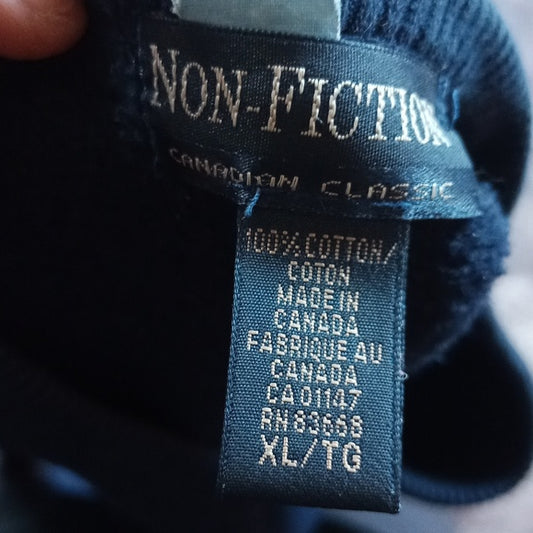 NON-FICTION
CANADIAN CLASSIC
100% COTTON/
COTON
MADE IN
CANADA
FABRIQUE AU
CANADA
CA 01147
RN 83668
XL/TG